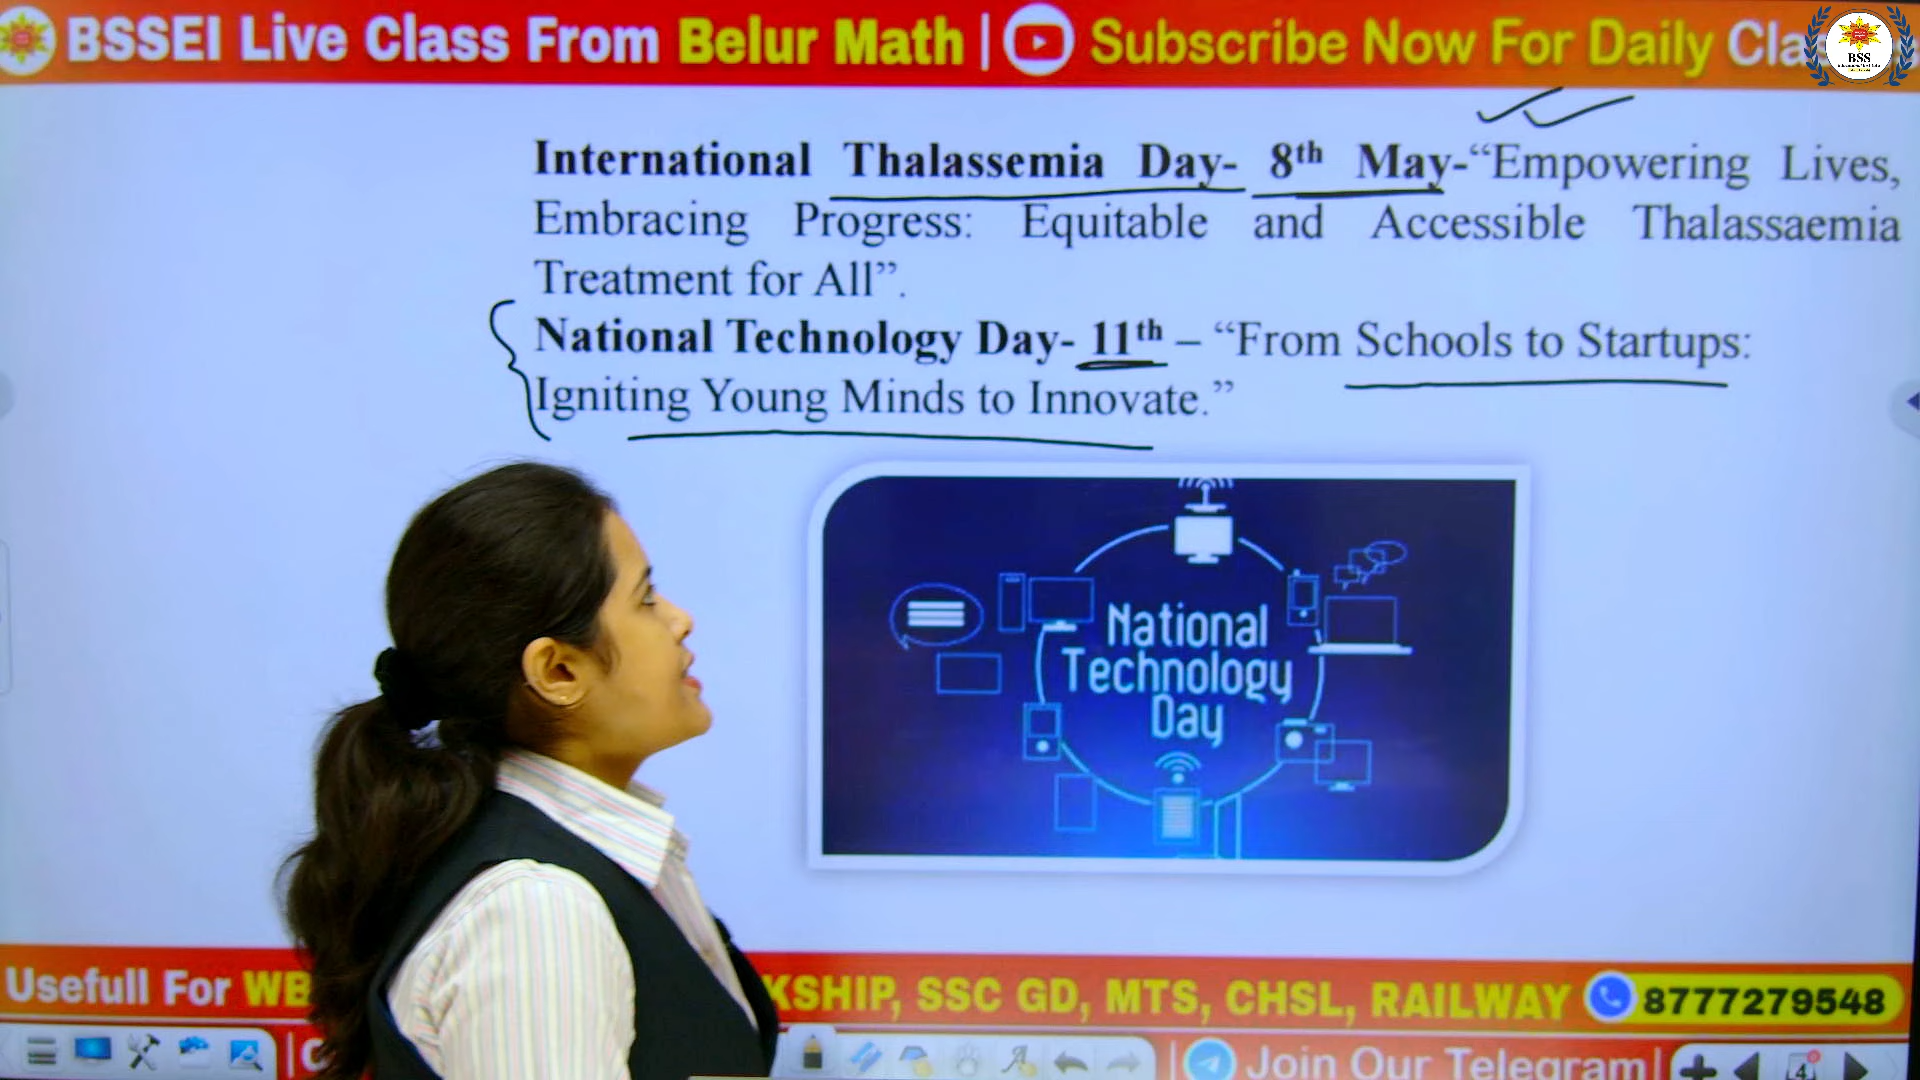 BSSEI Live Class From Belur Math | Subscribe Now For Daily Cla
BSS
International Thalassemia Day- 8th May-“Empowering Lives,
Embracing Progress: Equitable and Accessible Thalassaemia
Treatment for All”.
National Technology Day- 11th – “From Schools to Startups:
Igniting Young Minds to Innovate.”
National
Technology
Day
Usefull For WB KSHIP, SSC GD, MTS, CHSL, RAILWAY 8777279548
Join Our Telegram